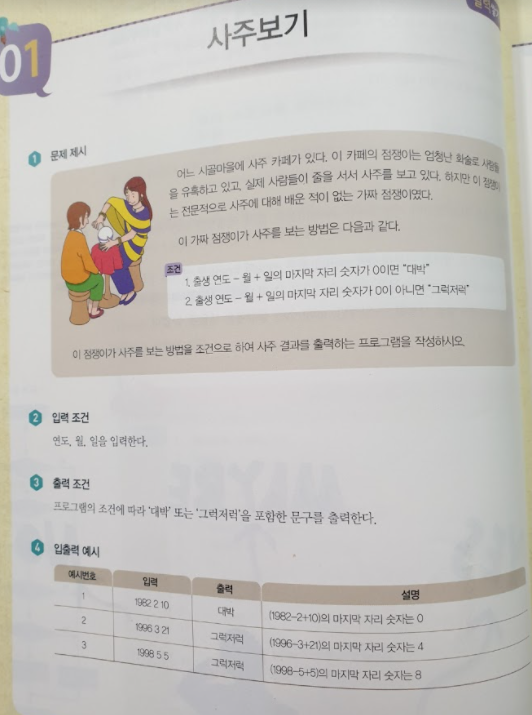 01
사주보기
1 문제 제시
어느 시골마을에 사주 카페가 있다. 이 카페의 점쟁이는 엄청난 화술로 사람들
을 유혹하고 있고, 실제 사람들이 줄을 서서 사주를 보고 있다. 하지만 이 점쟁이
는 전문적으로 사주에 대해 배운 적이 없는 가짜 점쟁이였다.
이 가짜 점쟁이가 사주를 보는 방법은 다음과 같다.
조건
1. 출생 연도 - 월 + 일의 마지막 자리 숫자가 0이면 "대박"
2. 출생 연도 - 월 + 일의 마지막 자리 숫자가 0이 아니면 "그럭저럭"
이 점쟁이가 사주를 보는 방법을 조건으로 하여 사주 결과를 출력하는 프로그램을 작성하시오.
2 입력 조건
연도, 월, 일을 입력한다.
3 출력 조건
프로그램의 조건에 따라 '대박' 또는 '그럭저럭'을 포함한 문구를 출력한다.
4 입출력 예시
예시번호 입력 출력 설명
1 1982 2 10 대박 (1982-2+10)의 마지막 자리 숫자는 0
2 1996 3 21 그럭저럭 (1996-3+21)의 마지막 자리 숫자는 4
3 1998 5 5 그럭저럭 (1998-5+5)의 마지막 자리 숫자는 8